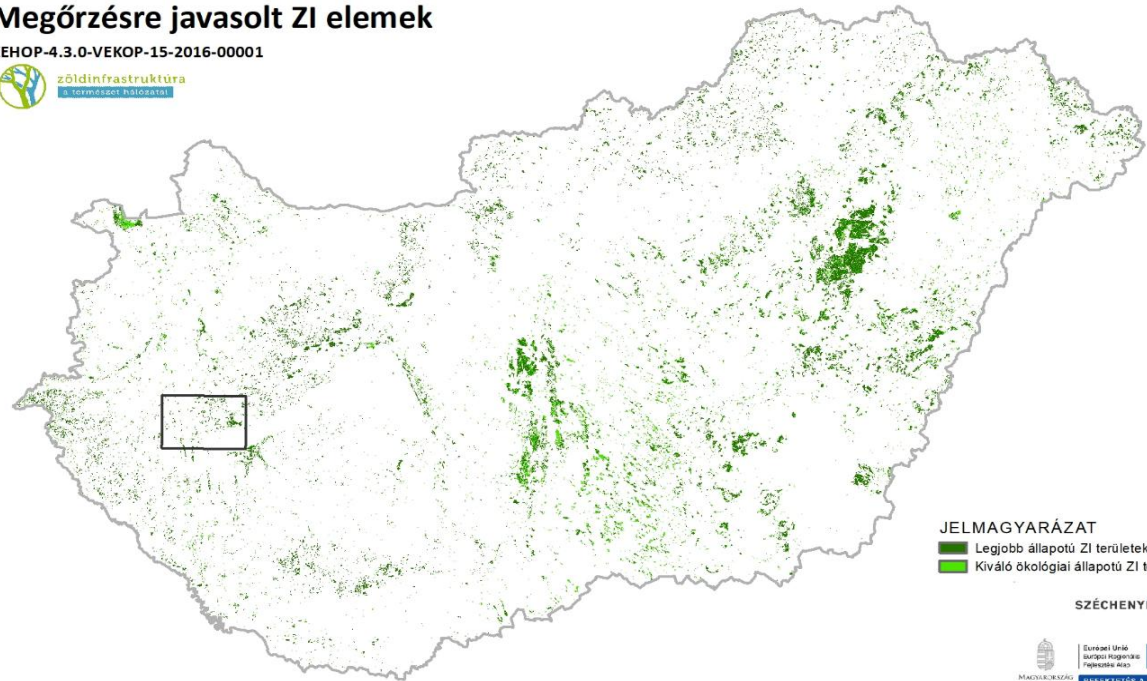 Megőrzésre javasolt ZI elemek
EHOP-4.3.0-VEKOP-15-2016-00001
zöldinfrastruktúra
a természet hálózatai
JELMAGYARÁZAT
Legjobb állapotú ZI területek
Kiváló ökológiai állapotú ZI t
SZÉCHENYI
Európai Unió
Európai Regionális
Fejlesztési Alap
MAGYARORSZÁG